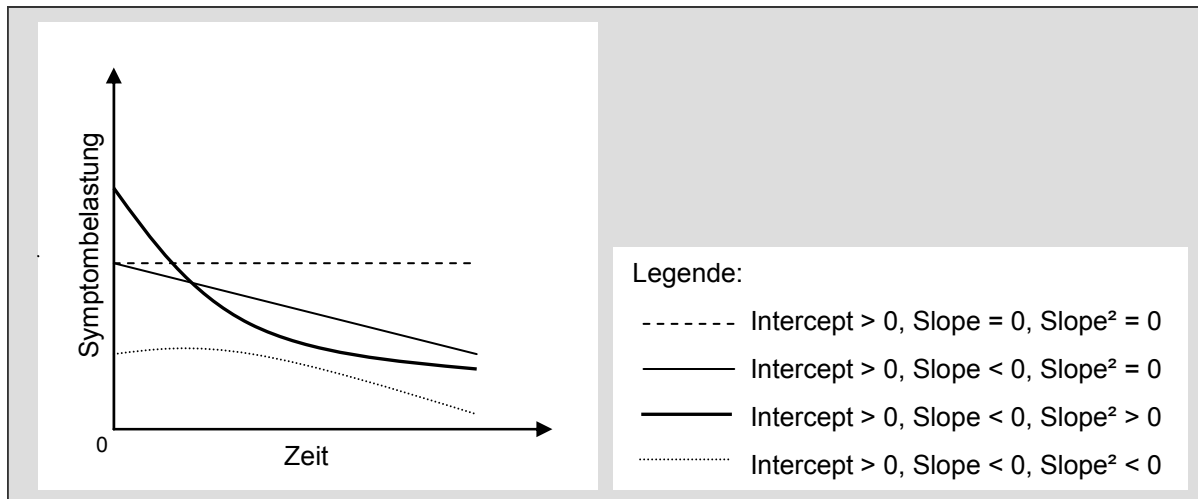 Symptombelastung
0
Zeit
Legende:
Intercept > 0, Slope = 0, Slope² = 0
Intercept > 0, Slope < 0, Slope² = 0
Intercept > 0, Slope < 0, Slope² > 0
Intercept > 0, Slope < 0, Slope² < 0